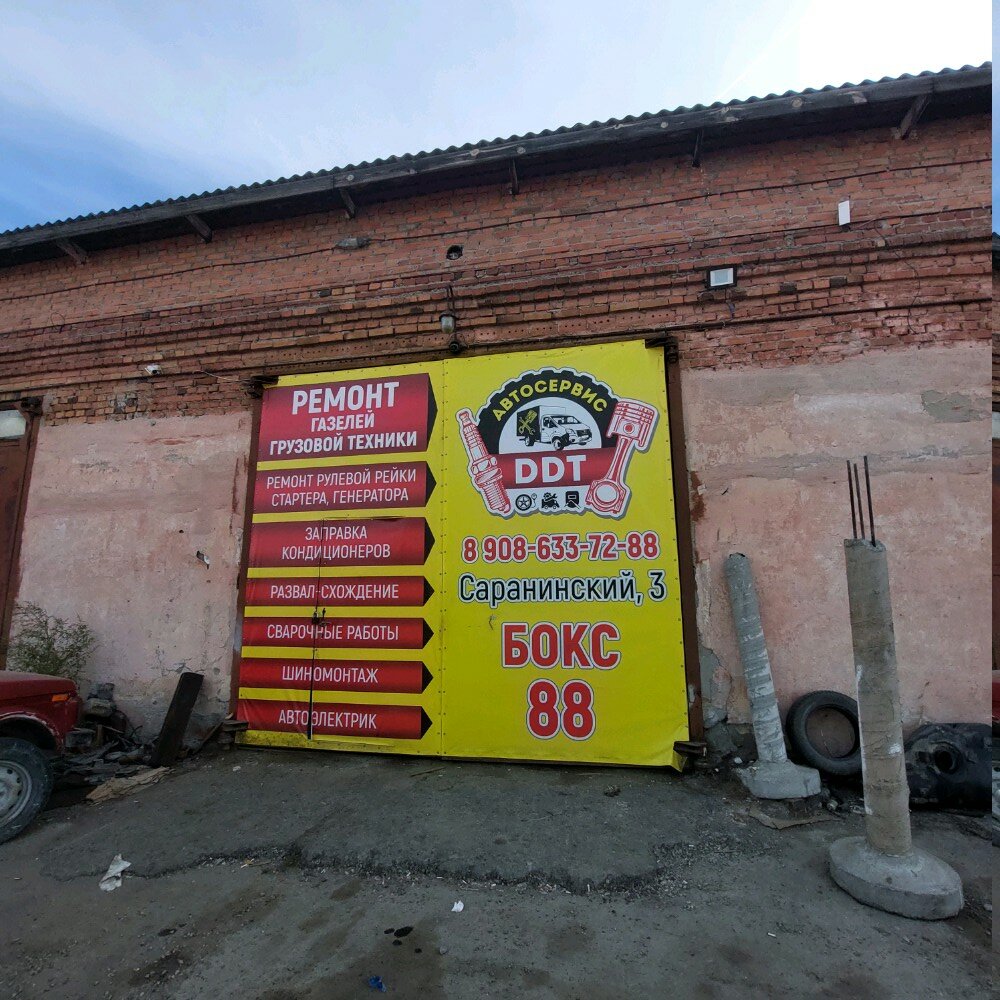 РЕМОНТ
ГАЗЕЛЕЙ
ГРУЗОВОЙ ТЕХНИКИ
РЕМОНТ РУЛЕВОЙ РЕЙКИ
СТАРТЕРА, ГЕНЕРАТОРА
ЗАПРАВКА
КОНДИЦИОНЕРОВ
РАЗВАЛ-СХОЖДЕНИЕ
СВАРОЧНЫЕ РАБОТЫ
ШИНОМОНТАЖ
АВТОЭЛЕКТРИК
АВТОСЕРВИС
DDT
8 908-633-72-88
Саранинский, 3
БОКС
88